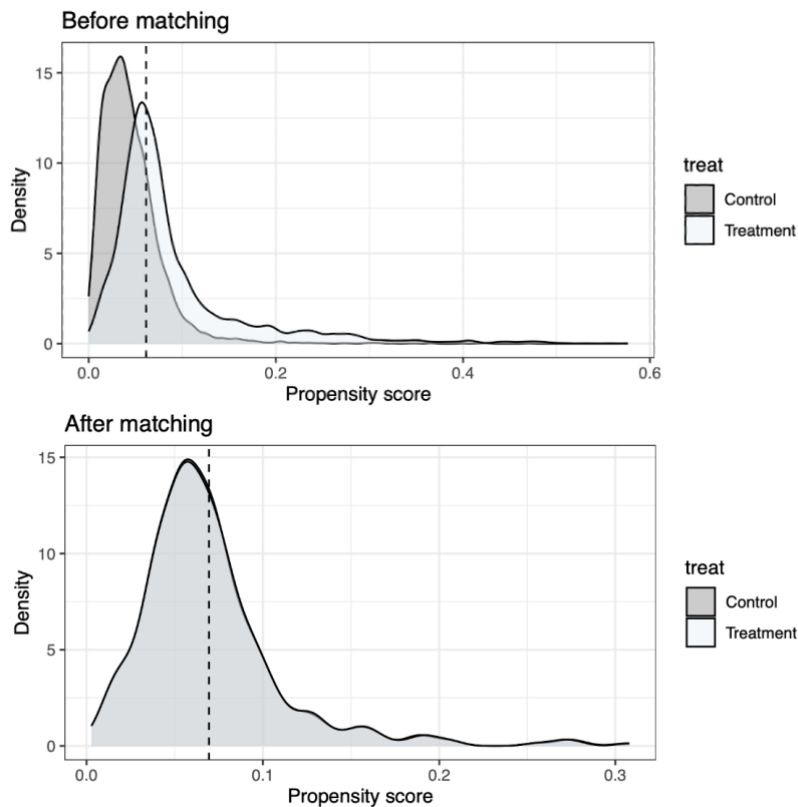 Before matching
15
10
5
0
Density
0.0 0.2 0.4 0.6
Propensity score
treat
Control
Treatment
After matching
15
10
5
0
Density
0.0 0.1 0.2 0.3
Propensity score
treat
Control
Treatment